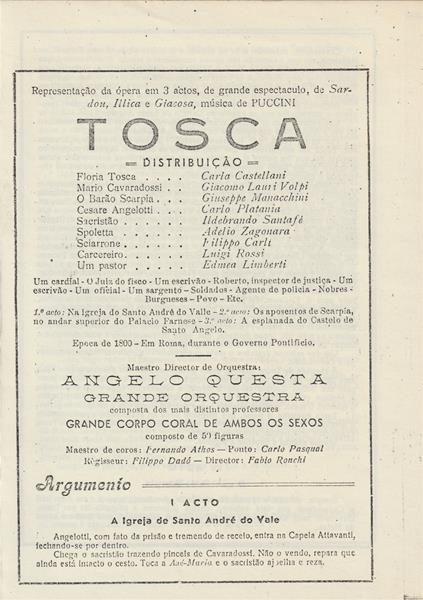 Representação da ópera em 3 actos, de grande espectaculo, de Sar-
dou, Illica e Giacosa, música de PUCCINI
TOSCA
= DISTRIBUIÇÃO =
Floria Tosca . . . . Carla Castellani
Mario Cavaradossi . . Giacomo Lauri Volpi
O Barão Scarpia . . . Giuseppe Manacchini
Cesare Angelotti . . Carlo Platania
Sacristão . . . . . . Ildebrando Santafé
Spoletta . . . . . Adelio Zagonara
Sciarrone . . . . . Filippo Carli
Carcereiro . . . . . Luigi Rossi
Um pastor . . . . . Edmea Limberti
Um cardial - O Juiz do fisco - Um escrivão - Roberto, inspector de justiça - Um
escrivão - Um oficial - Um sargento - Soldados - Agente de policia - Nobres -
Burgneses - Povo - Etc.
1.º acto: Na Igreja do Santo André do Valle - 2.º acto: Os aposentos de Scarpia,
no andar superior do Palacio Farnese - 3.º acto: A esplanada do Castelo de
Santo Angelo.
Epoca de 1800 - Em Roma, durante o Governo Pontificio.
Maestro Director de Orquestra:
ANGELO QUESTA
GRANDE ORQUESTRA
composta dos mais distintos professores
GRANDE CORPO CORAL DE AMBOS OS SEXOS
composto de 50 figuras
Maestro de coros: Fernando Athos — Ponto: Carlo Pasqual
Régisseur: Filippo Dadó — Director: Fabio Ronchi
Argumento
I ACTO
A Igreja de Santo André do Vale
Angelotti, com fato da prisão e tremendo de receio, entra na Capela Attavanti,
fechando-se por dentro.
Chega o sacristão trazendo pinceis de Cavaradossi. Não o vendo, repara que
ainda está intacto o cesto. Toca a Avé-Maria e o sacristão ajoelha e reza.